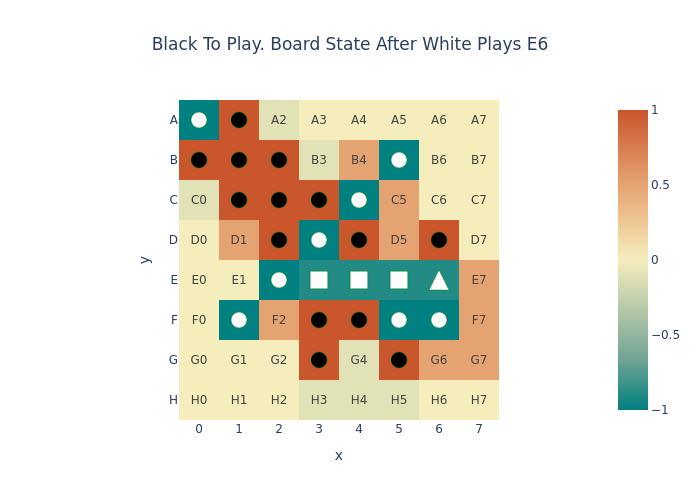 Black To Play. Board State After White Plays E6
A A2 A3 A4 A5 A6 A7 1
B B3 B4 B6 B7
C C0 C5 C6 C7 0.5
D D0 D1 D5 D7
y 0
E E0 E1 E7
F F0 F2 F7 −0.5
G G0 G1 G2 G4 G6 G7
H H0 H1 H2 H3 H4 H5 H6 H7 −1
0 1 2 3 4 5 6 7
x